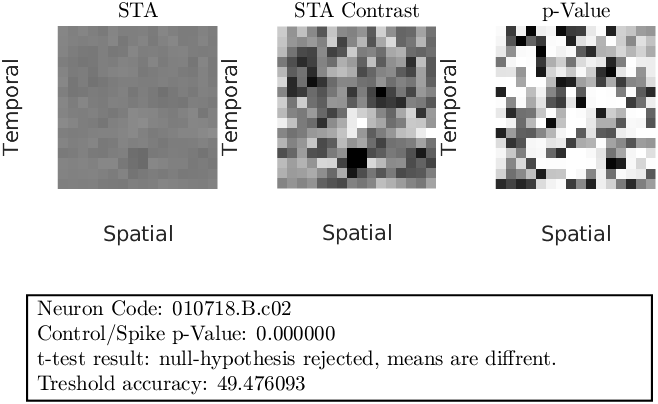 STA
STA Contrast
p-Value
Temporal
Temporal
Temporal
Spatial
Spatial
Spatial
Neuron Code: 010718.B.c02
Control/Spike p-Value: 0.000000
t-test result: null-hypothesis rejected, means are diffrent.
Treshold accuracy: 49.476093